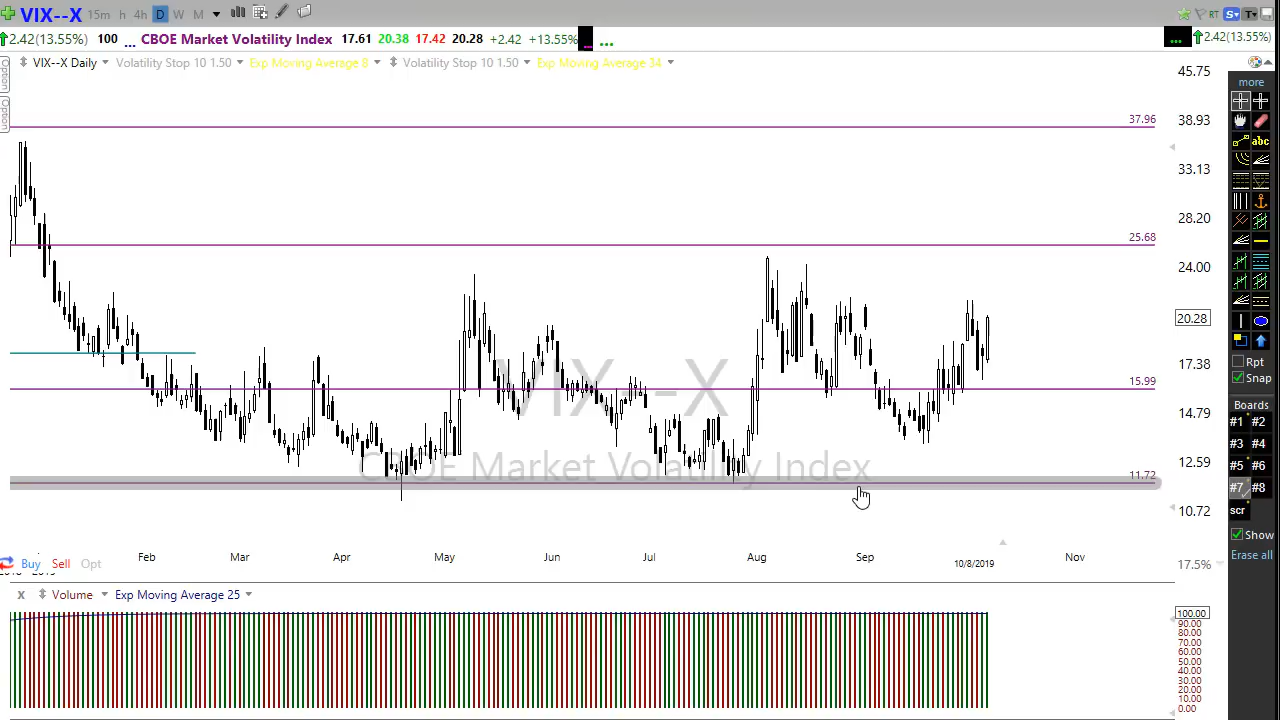 VIX--X 15m h 4h D W M RT S T
2.42(13.55%) 100 ... CBOE Market Volatility Index 17.61 20.38 17.42 20.28 +2.42 +13.55% ... ... 2.42(13.55%)
VIX--X Daily Volatility Stop 10 1.50 Exp Moving Average 8 Volatility Stop 10 1.50 Exp Moving Average 34
Option
Option
45.75
38.93
33.13
28.20
24.00
20.28
17.38
14.79
12.59
10.72
37.96
25.68
15.99
11.72
VIX--X
CBOE Market Volatility Index
Feb Mar Apr May Jun Jul Aug Sep 10/8/2019 Nov
Buy Sell Opt 17.5%
x Volume Exp Moving Average 25
100.00
90.00
80.00
70.00
60.00
50.00
40.00
30.00
20.00
10.00
0.00
more
abc
Rpt
Snap
Boards
#1 #2
#3 #4
#5 #6
#7 #8
scr
Show
Erase all